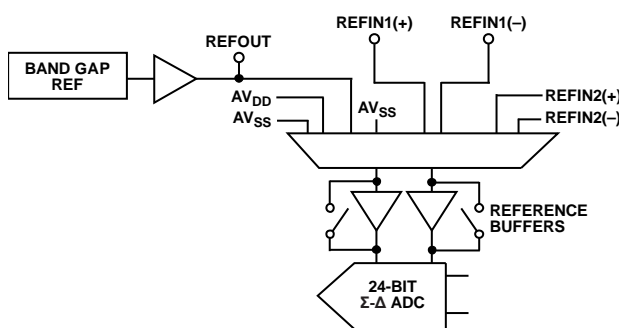 REFIN1(+)
REFIN1(–)
REFOUT
BAND GAP
REF
AVDD
AVSS
AVSS
REFIN2(+)
REFIN2(–)
REFERENCE
BUFFERS
24-BIT
Σ-Δ ADC